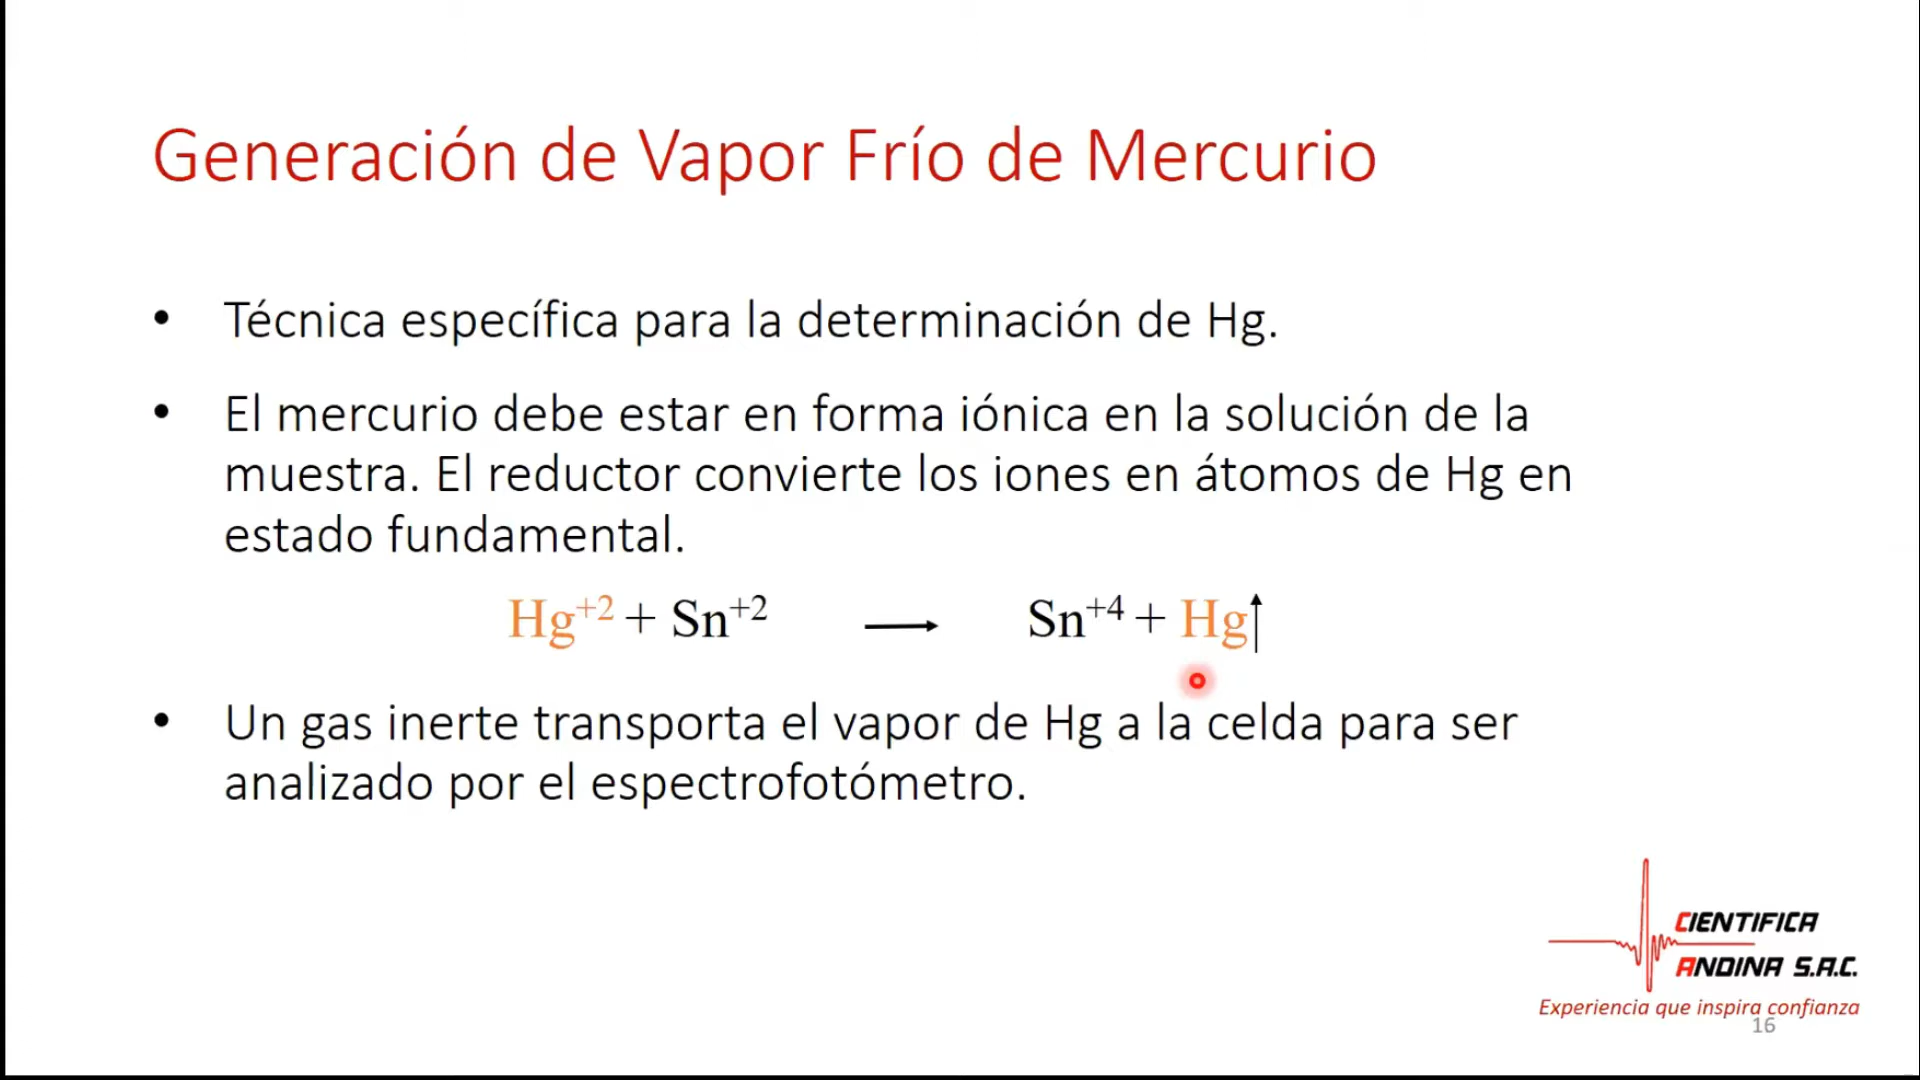 Generación de Vapor Frío de Mercurio
• Técnica específica para la determinación de Hg.
• El mercurio debe estar en forma iónica en la solución de la
muestra. El reductor convierte los iones en átomos de Hg en
estado fundamental.
Hg⁺² + Sn⁺² → Sn⁺⁴ + Hg↑
• Un gas inerte transporta el vapor de Hg a la celda para ser
analizado por el espectrofotómetro.
CIENTIFICA
ANDINA S.A.C.
Experiencia que inspira confianza
16